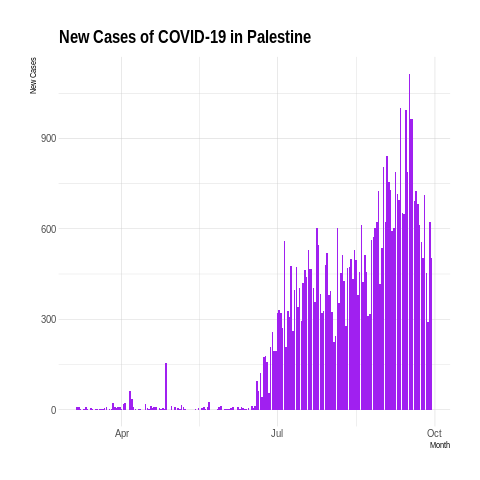 New Cases of COVID-19 in Palestine
New Cases
900
600
300
0
Apr Jul Oct
Month